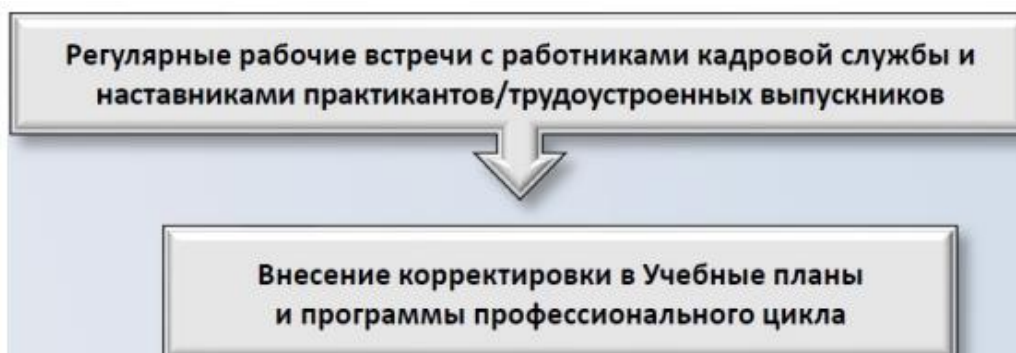 Регулярные рабочие встречи с работниками кадровой службы и
наставниками практикантов/трудоустроенных выпускников
Внесение корректировки в Учебные планы
и программы профессионального цикла